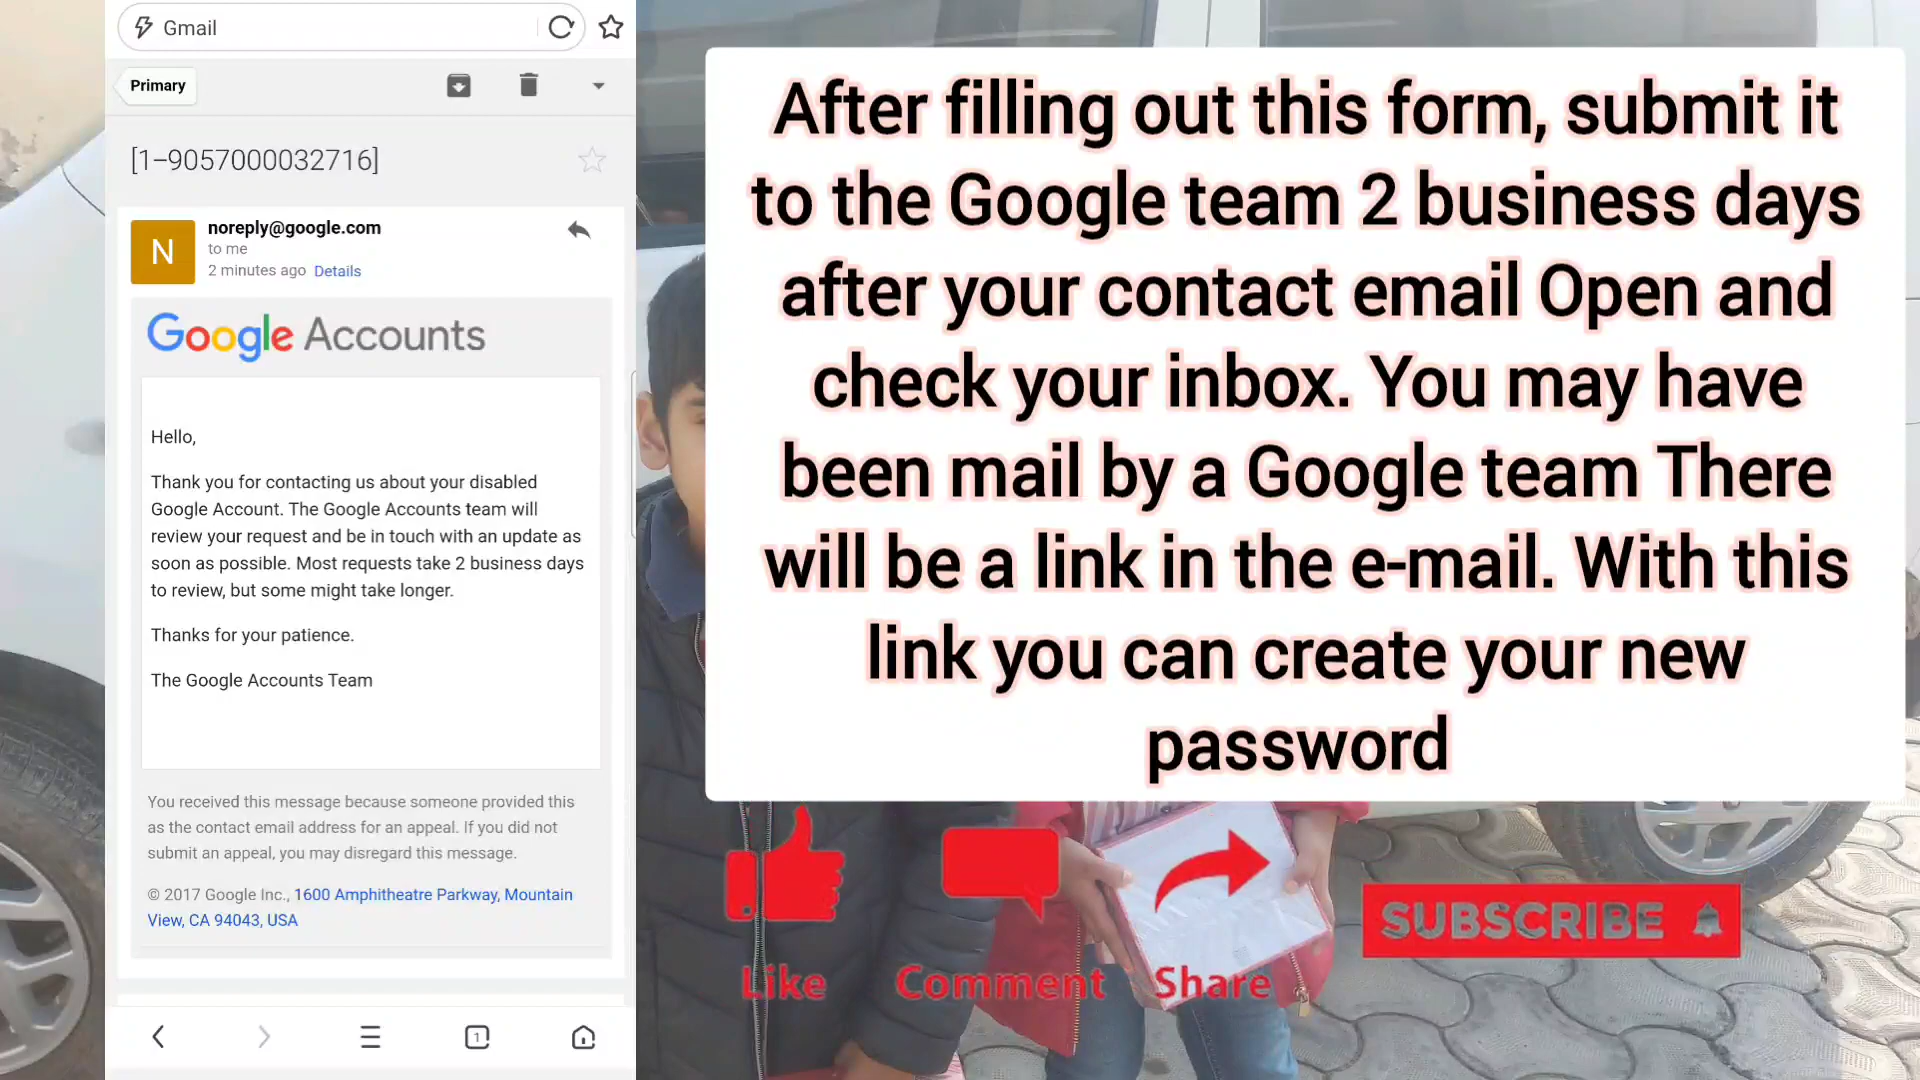 Gmail
Primary
[1–9057000032716]
N
noreply@google.com
to me
2 minutes ago Details
Google Accounts
Hello,
Thank you for contacting us about your disabled
Google Account. The Google Accounts team will
review your request and be in touch with an update as
soon as possible. Most requests take 2 business days
to review, but some might take longer.
Thanks for your patience.
The Google Accounts Team
You received this message because someone provided this
as the contact email address for an appeal. If you did not
submit an appeal, you may disregard this message.
© 2017 Google Inc., 1600 Amphitheatre Parkway, Mountain
View, CA 94043, USA
1
After filling out this form, submit it
to the Google team 2 business days
after your contact email Open and
check your inbox. You may have
been mail by a Google team There
will be a link in the e-mail. With this
link you can create your new
password
Like Comment Share
SUBSCRIBE